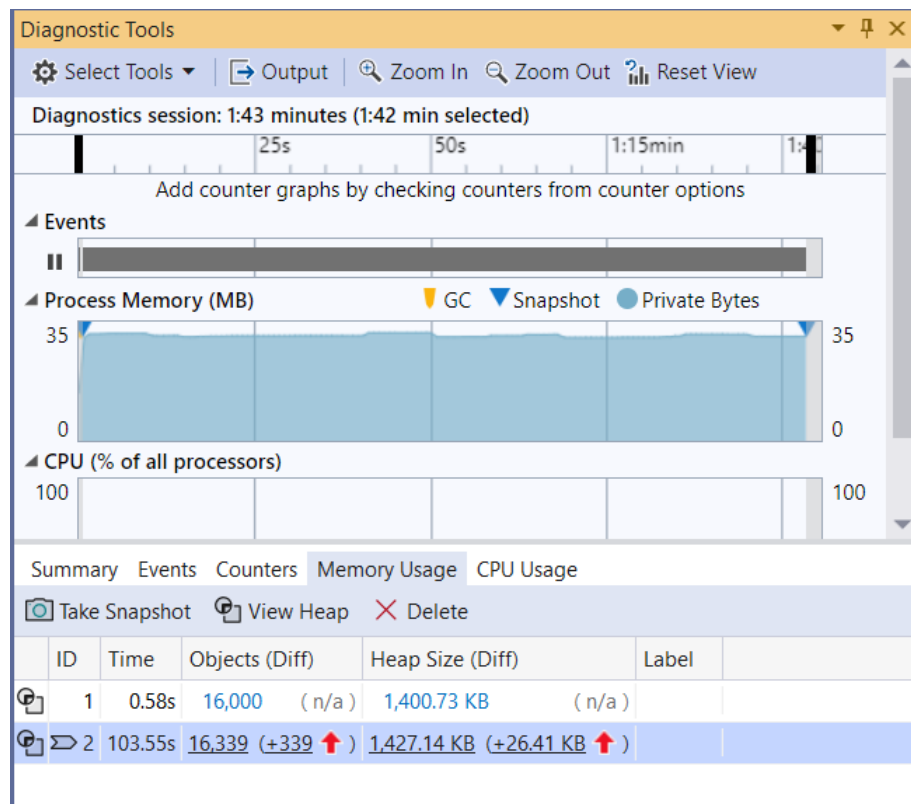 Diagnostic Tools
Select Tools Output Zoom In Zoom Out Reset View
Diagnostics session: 1:43 minutes (1:42 min selected)
25s 50s 1:15min
Add counter graphs by checking counters from counter options
Events
Process Memory (MB) GC Snapshot Private Bytes
35 35
0 0
CPU (% of all processors)
100 100
Summary Events Counters Memory Usage CPU Usage
Take Snapshot View Heap Delete
ID Time Objects (Diff) Heap Size (Diff) Label
1 0.58s 16,000 (n/a) 1,400.73 KB (n/a)
2 103.55s 16,339 (+339 ) 1,427.14 KB (+26.41 KB )